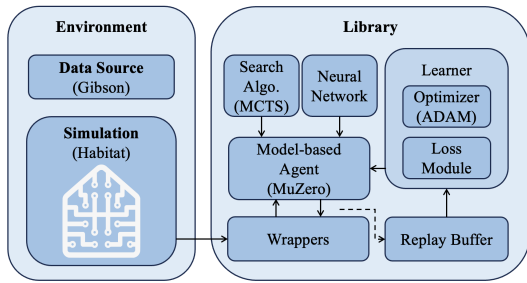 Environment
Data Source
(Gibson)
Simulation
(Habitat)
Library
Search
Algo.
(MCTS)
Neural
Network
Learner
Optimizer
(ADAM)
Loss
Module
Model-based
Agent
(MuZero)
Wrappers
Replay Buffer